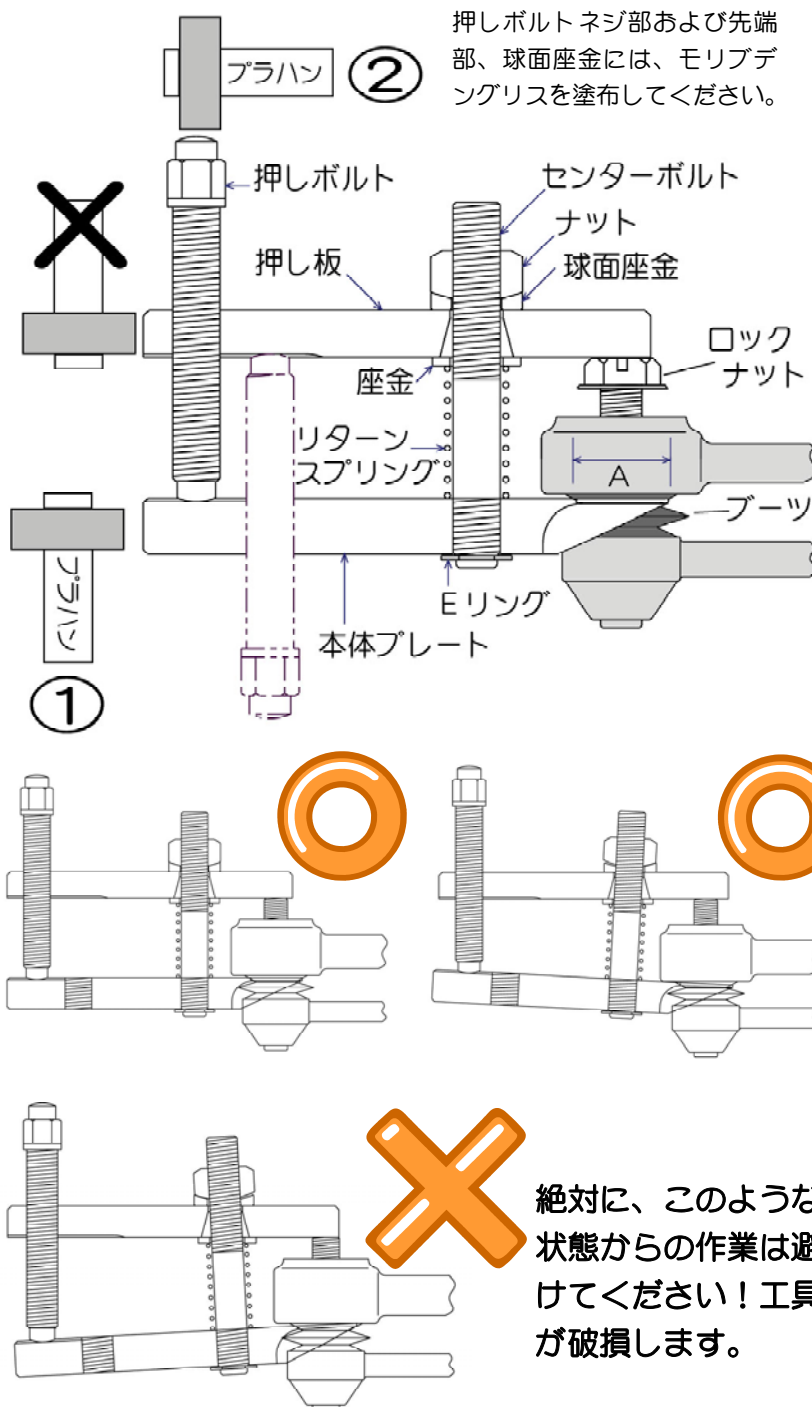 押しボルトネジ部および先端
部、球面座金には、モリブデ
ングリスを塗布してください。
プラハン
②
押しボルト
センターボルト
ナット
押し板
球面座金
ロック
ナット
座金
リターン
スプリング
A
ブーツ
プラハン
Eリング
本体プレート
①
絶対に、このような
状態からの作業は避
けてください！工具
が破損します。